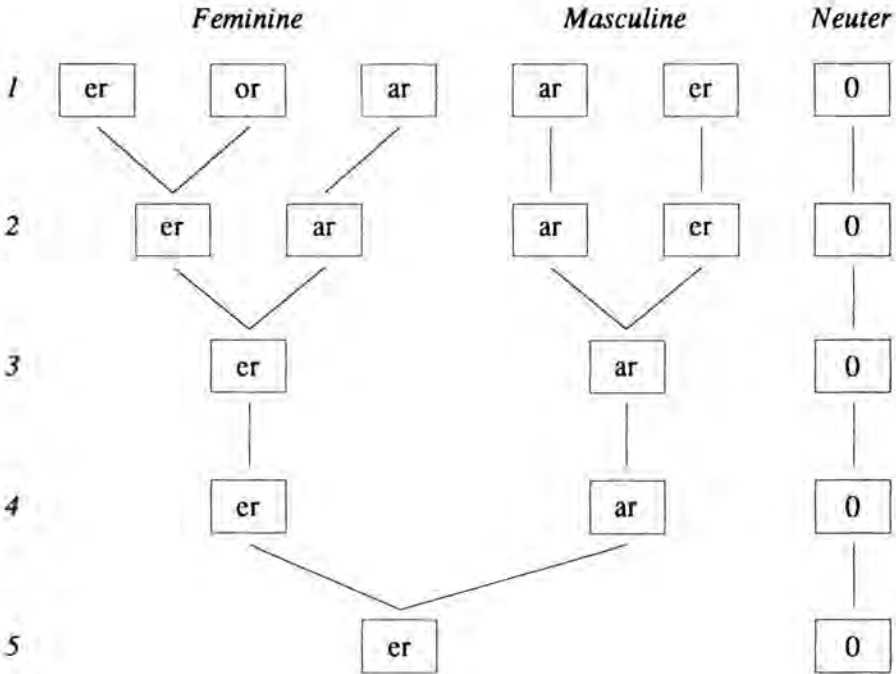 Feminine Masculine Neuter
1 er or ar ar er 0
2 er ar ar er 0
3 er ar 0
4 er ar 0
5 er 0